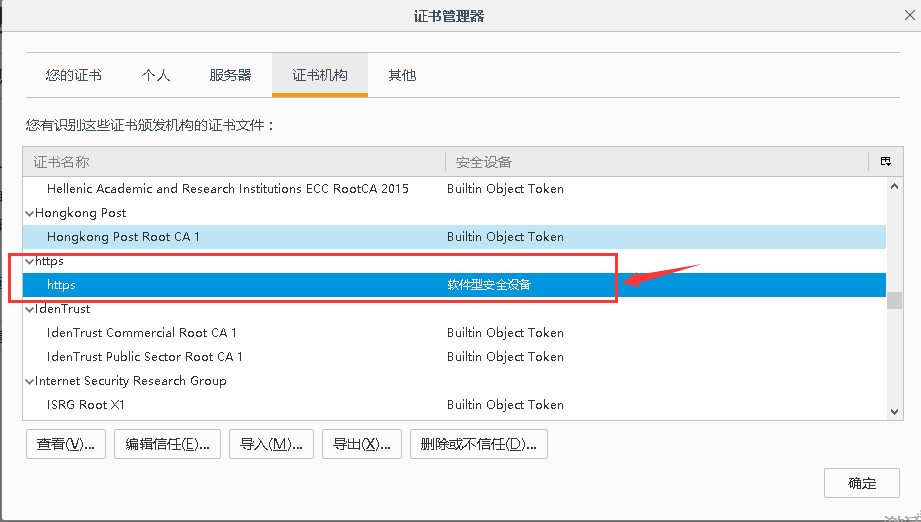 证书管理器
您的证书 个人 服务器 证书机构 其他
您有识别这些证书颁发机构的证书文件：
证书名称 安全设备
Hellenic Academic and Research Institutions ECC RootCA 2015 Builtin Object Token
Hongkong Post
Hongkong Post Root CA 1 Builtin Object Token
https
https 软件型安全设备
IdenTrust
IdenTrust Commercial Root CA 1 Builtin Object Token
IdenTrust Public Sector Root CA 1 Builtin Object Token
Internet Security Research Group
ISRG Root X1 Builtin Object Token
查看(V)... 编辑信任(E)... 导入(M)... 导出(X)... 删除或不信任(D)...
确定